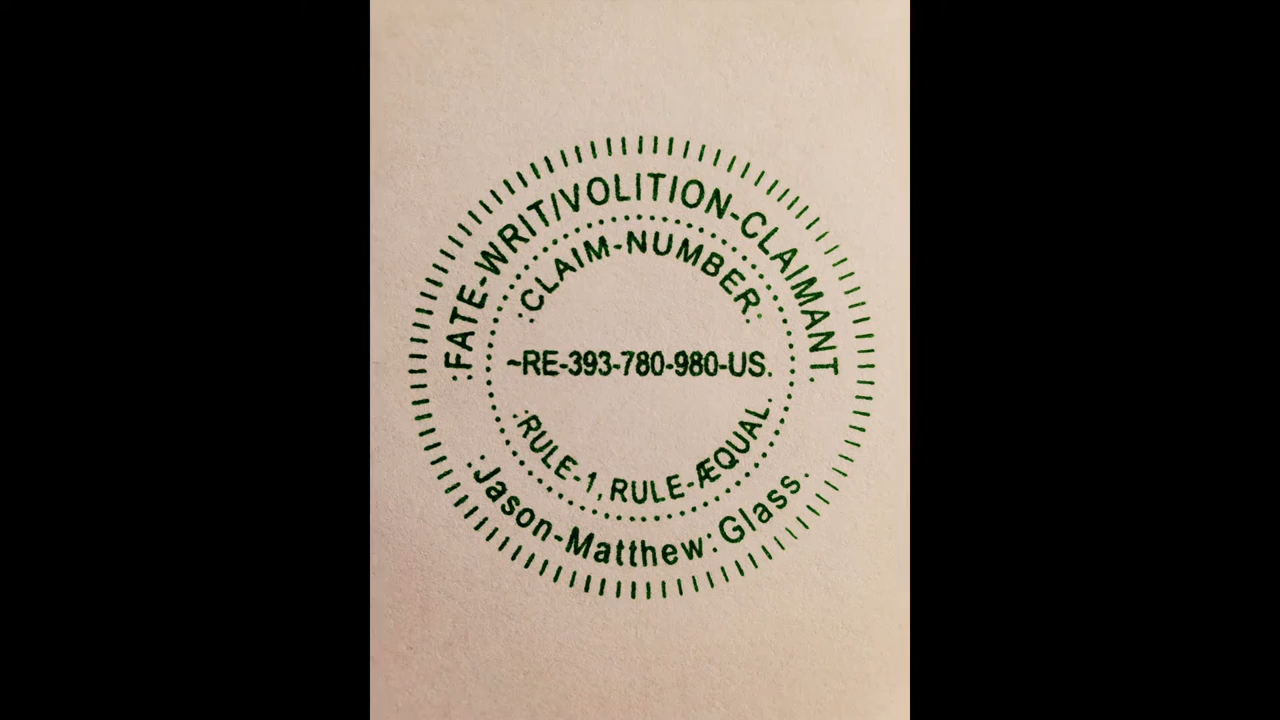 :FATE-WRIT/VOLITION-CLAIMANT.
:CLAIM-NUMBER:
~RE-393-780-980-US.
:RULE-1, RULE-ÆQUAL.
:Jason-Matthew: Glass.